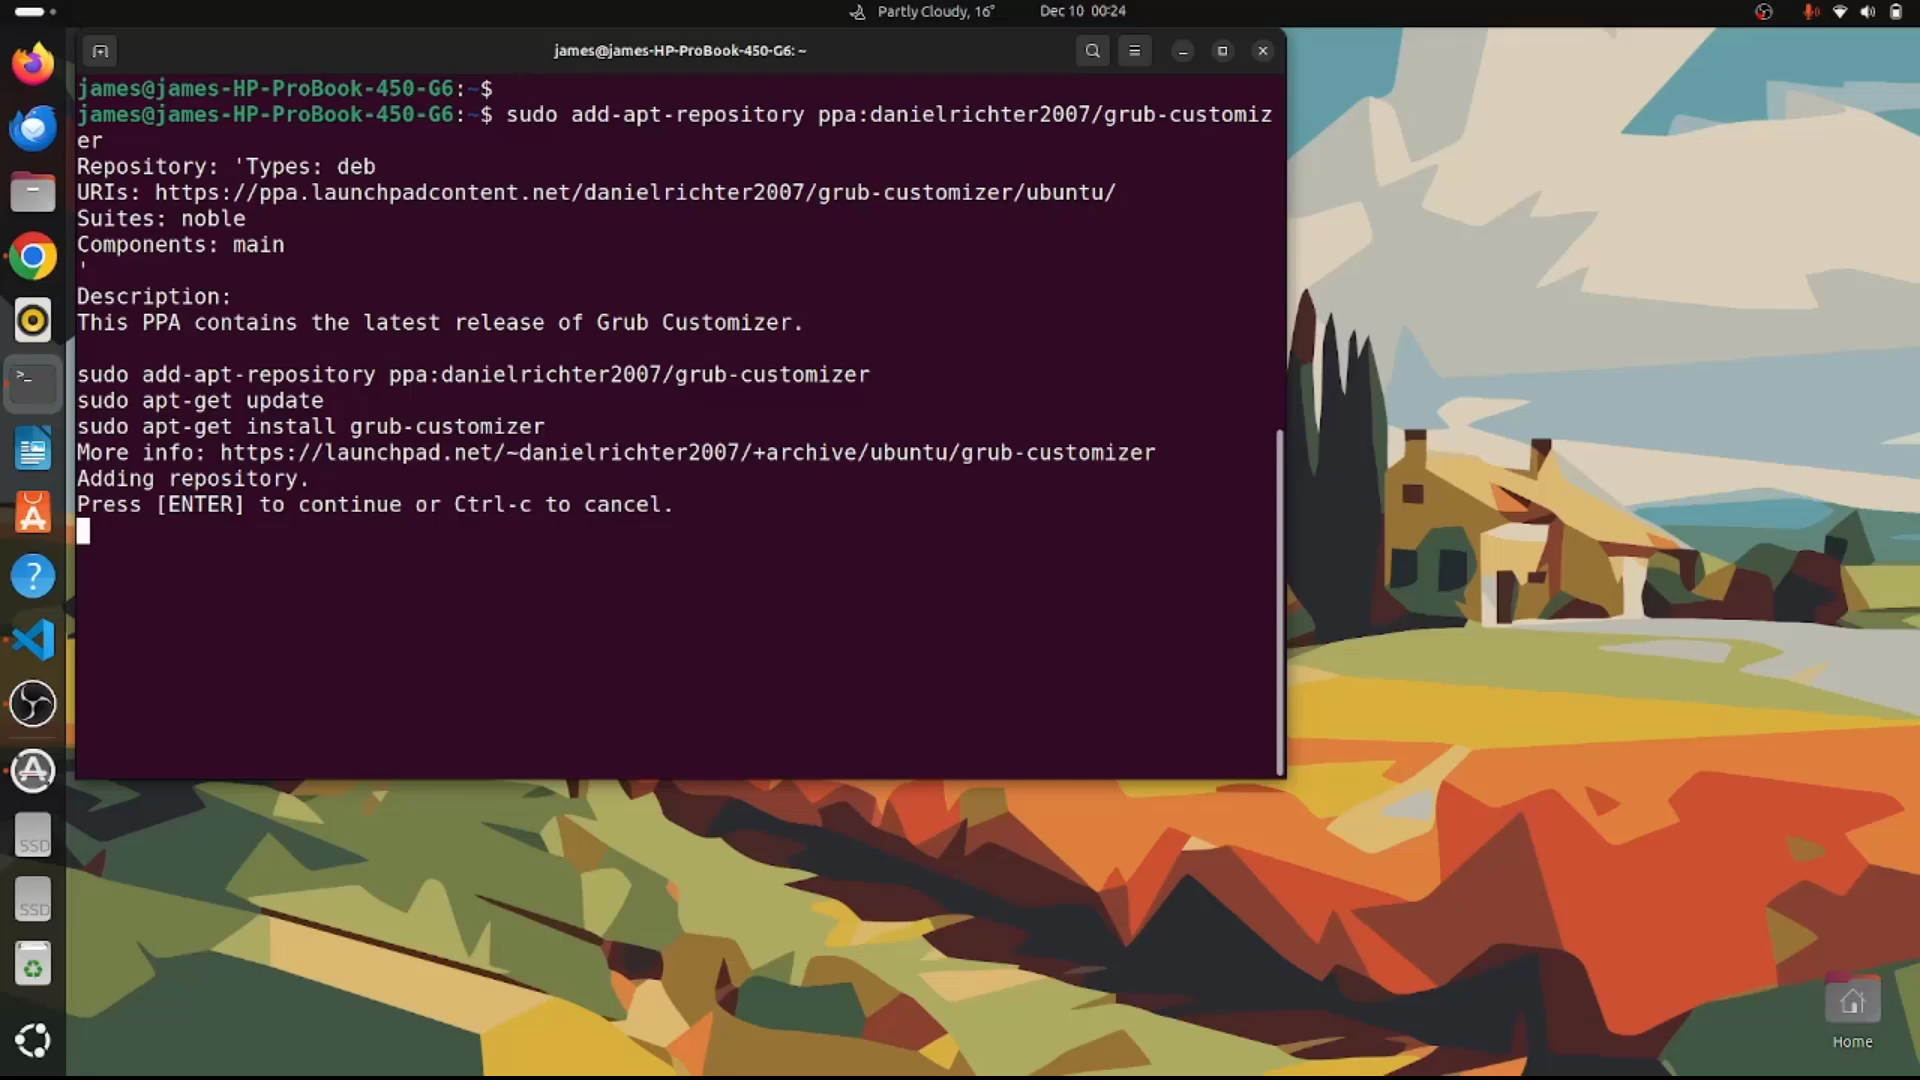 Partly Cloudy, 16° Dec 10 00:24
james@james-HP-ProBook-450-G6: ~
james@james-HP-ProBook-450-G6:~$
james@james-HP-ProBook-450-G6:~$ sudo add-apt-repository ppa:danielrichter2007/grub-customiz
er
Repository: 'Types: deb
URIs: https://ppa.launchpadcontent.net/danielrichter2007/grub-customizer/ubuntu/
Suites: noble
Components: main
'
Description:
This PPA contains the latest release of Grub Customizer.
sudo add-apt-repository ppa:danielrichter2007/grub-customizer
sudo apt-get update
sudo apt-get install grub-customizer
More info: https://launchpad.net/~danielrichter2007/+archive/ubuntu/grub-customizer
Adding repository.
Press [ENTER] to continue or Ctrl-c to cancel.
SSD
SSD
Home